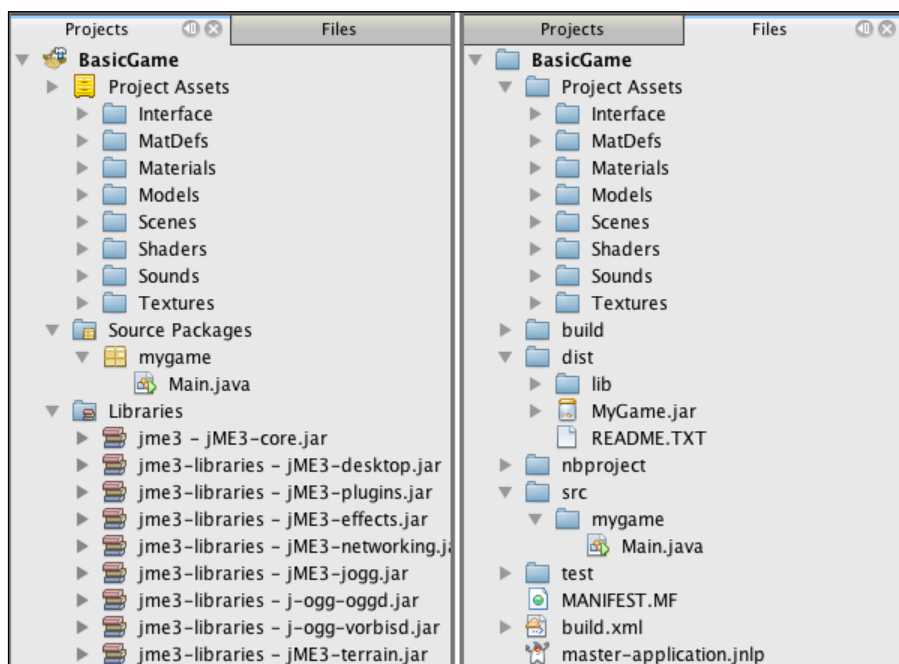 Projects
Files
BasicGame
Project Assets
Interface
MatDefs
Materials
Models
Scenes
Shaders
Sounds
Textures
Source Packages
mygame
Main.java
Libraries
jme3 - jME3-core.jar
jme3-libraries - jME3-desktop.jar
jme3-libraries - jME3-plugins.jar
jme3-libraries - jME3-effects.jar
jme3-libraries - jME3-networking.ja
jme3-libraries - jME3-jogg.jar
jme3-libraries - j-ogg-oggd.jar
jme3-libraries - j-ogg-vorbisd.jar
jme3-libraries - jME3-terrain.jar
Projects
Files
BasicGame
Project Assets
Interface
MatDefs
Materials
Models
Scenes
Shaders
Sounds
Textures
build
dist
lib
MyGame.jar
README.TXT
nbproject
src
mygame
Main.java
test
MANIFEST.MF
build.xml
master-application.jnlp